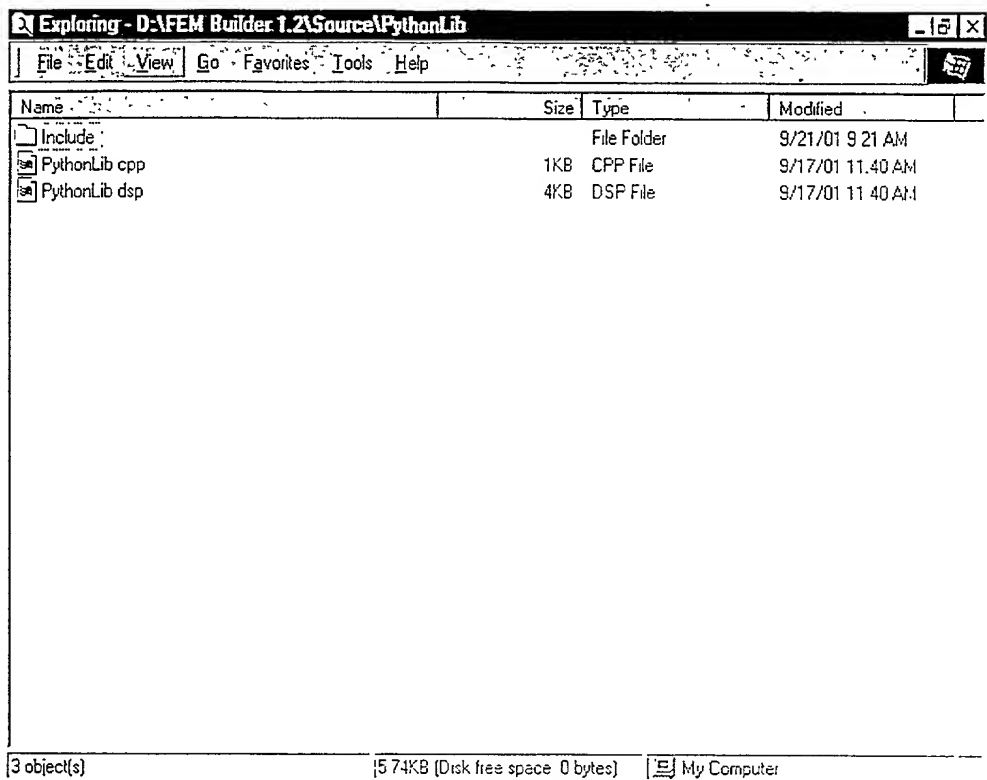 Exploring - D:\FEM Builder 1.2\Source\PythonLib
File Edit View Go Favorites Tools Help
Name Size Type Modified
Include File Folder 9/21/01 9 21 AM
PythonLib cpp 1KB CPP File 9/17/01 11.40 AM
PythonLib dsp 4KB DSP File 9/17/01 11 40 AM
3 object(s) 5 74KB (Disk free space 0 bytes) My Computer